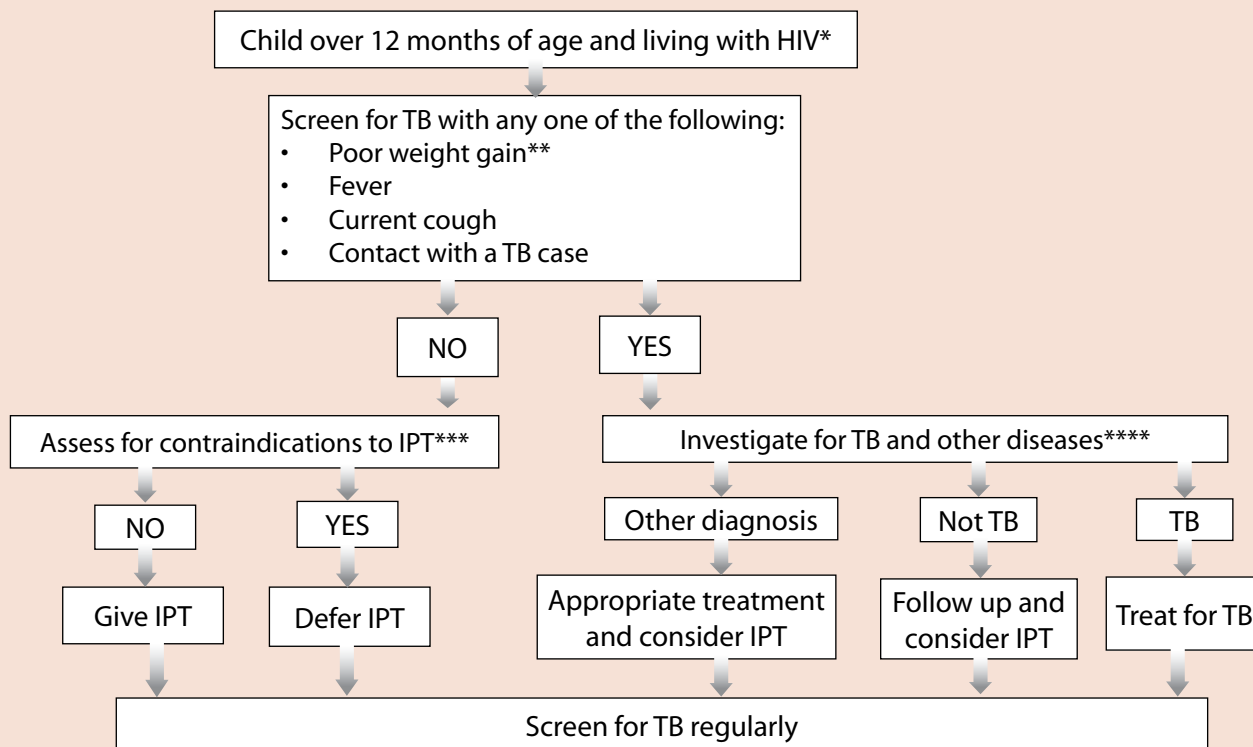 Child over 12 months of age and living with HIV*
Screen for TB with any one of the following:
• Poor weight gain**
• Fever
• Current cough
• Contact with a TB case
NO
YES
Assess for contraindications to IPT***
Investigate for TB and other diseases****
NO
YES
Other diagnosis
Not TB
TB
Give IPT
Defer IPT
Appropriate treatment
and consider IPT
Follow up and
consider IPT
Treat for TB
Screen for TB regularly